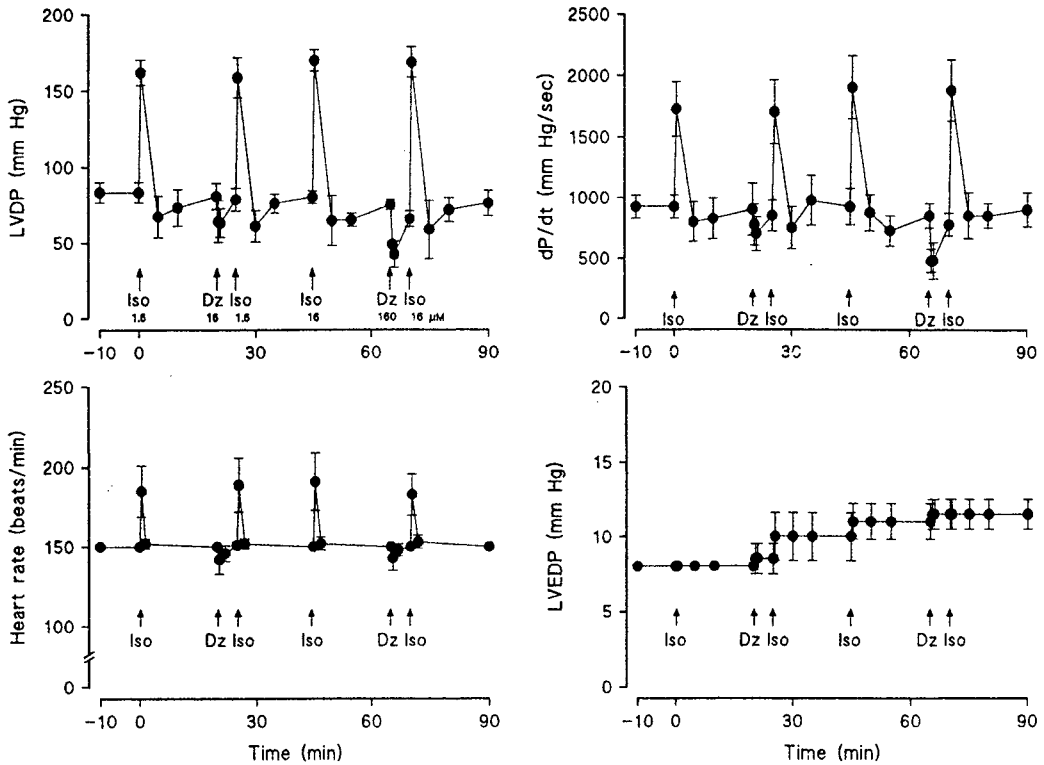 LVDP (mm Hg)
200
150
100
50
0
Iso Dz Iso Iso Dz Iso
1.6 16 1.6 16 160 16 μM
-10 0 30 60 90
dP/dt (mm Hg/sec)
2500
2000
1500
1000
500
0
Iso Dz Iso Iso Dz Iso
-10 0 30 60 90
Heart rate (beats/min)
250
200
150
100
0
Iso Dz Iso Iso Dz Iso
-10 0 30 60 90
Time (min)
LVEDP (mm Hg)
20
15
10
5
0
Iso Dz Iso Iso Dz Iso
-10 0 30 60 90
Time (min)